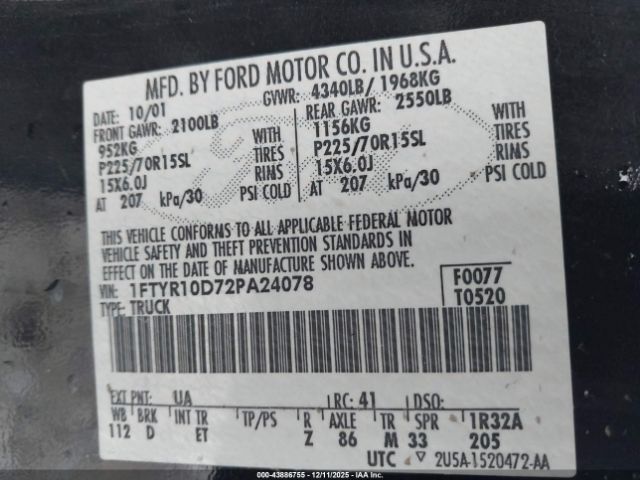 MFD. BY FORD MOTOR CO. IN U.S.A.
DATE: 10/01 GVWR: 4340LB/ 1968KG
FRONT GAWR: 2100LB REAR GAWR: 2550LB
952KG WITH 1156KG WITH
P225/70R15SL TIRES P225/70R15SL TIRES
15X6.0J RIMS 15X6.0J RIMS
AT 207 kPa/30 PSI COLD AT 207 kPa/30 PSI COLD
THIS VEHICLE CONFORMS TO ALL APPLICABLE FEDERAL MOTOR
VEHICLE SAFETY AND THEFT PREVENTION STANDARDS IN
EFFECT ON THE DATE OF MANUFACTURE SHOWN ABOVE.
VIN: 1FTYR10D72PA24078 F0077
TYPE: TRUCK T0520
EXT PNT: UA RC: 41 DSO:
WB BRK INT TR TP/PS R AXLE TR SPR 1R32A
112 D ET Z 86 M 33 205
UTC ▽ 2U5A-1520472-AA
© 2000-43886755 - 12/11/2025 - IAA Inc.